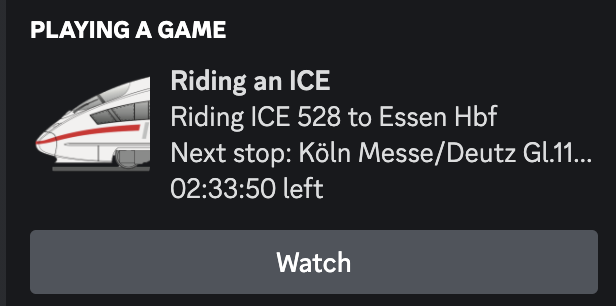 PLAYING A GAME
Riding an ICE
Riding ICE 528 to Essen Hbf
Next stop: Köln Messe/Deutz Gl.11...
02:33:50 left
Watch